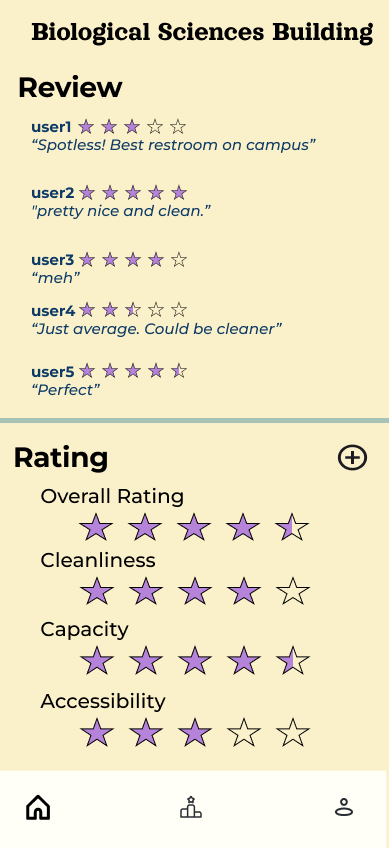 Biological Sciences Building
Review
user1
“Spotless! Best restroom on campus”
user2
"pretty nice and clean.”
user3
“meh”
user4
“Just average. Could be cleaner”
user5
“Perfect”
Rating
Overall Rating
Cleanliness
Capacity
Accessibility